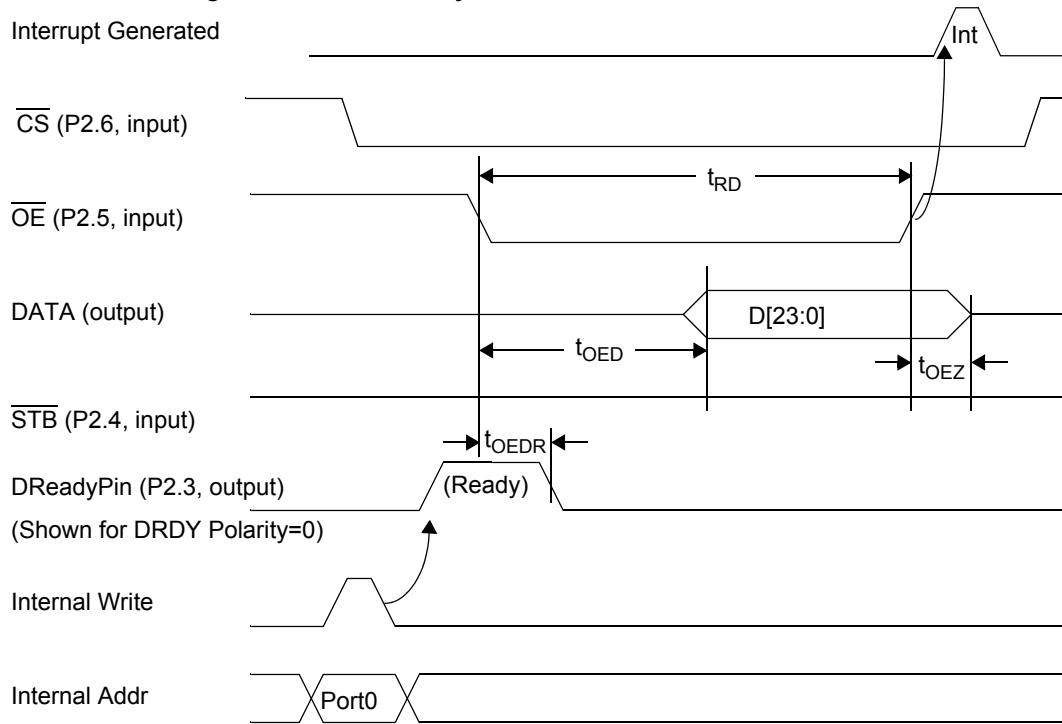 Interrupt Generated
Int
CS (P2.6, input)
tRD
OE (P2.5, input)
DATA (output)
D[23:0]
tOED
tOEZ
STB (P2.4, input)
tOEDR
DReadyPin (P2.3, output)
(Ready)
(Shown for DRDY Polarity=0)
Internal Write
Internal Addr
Port0